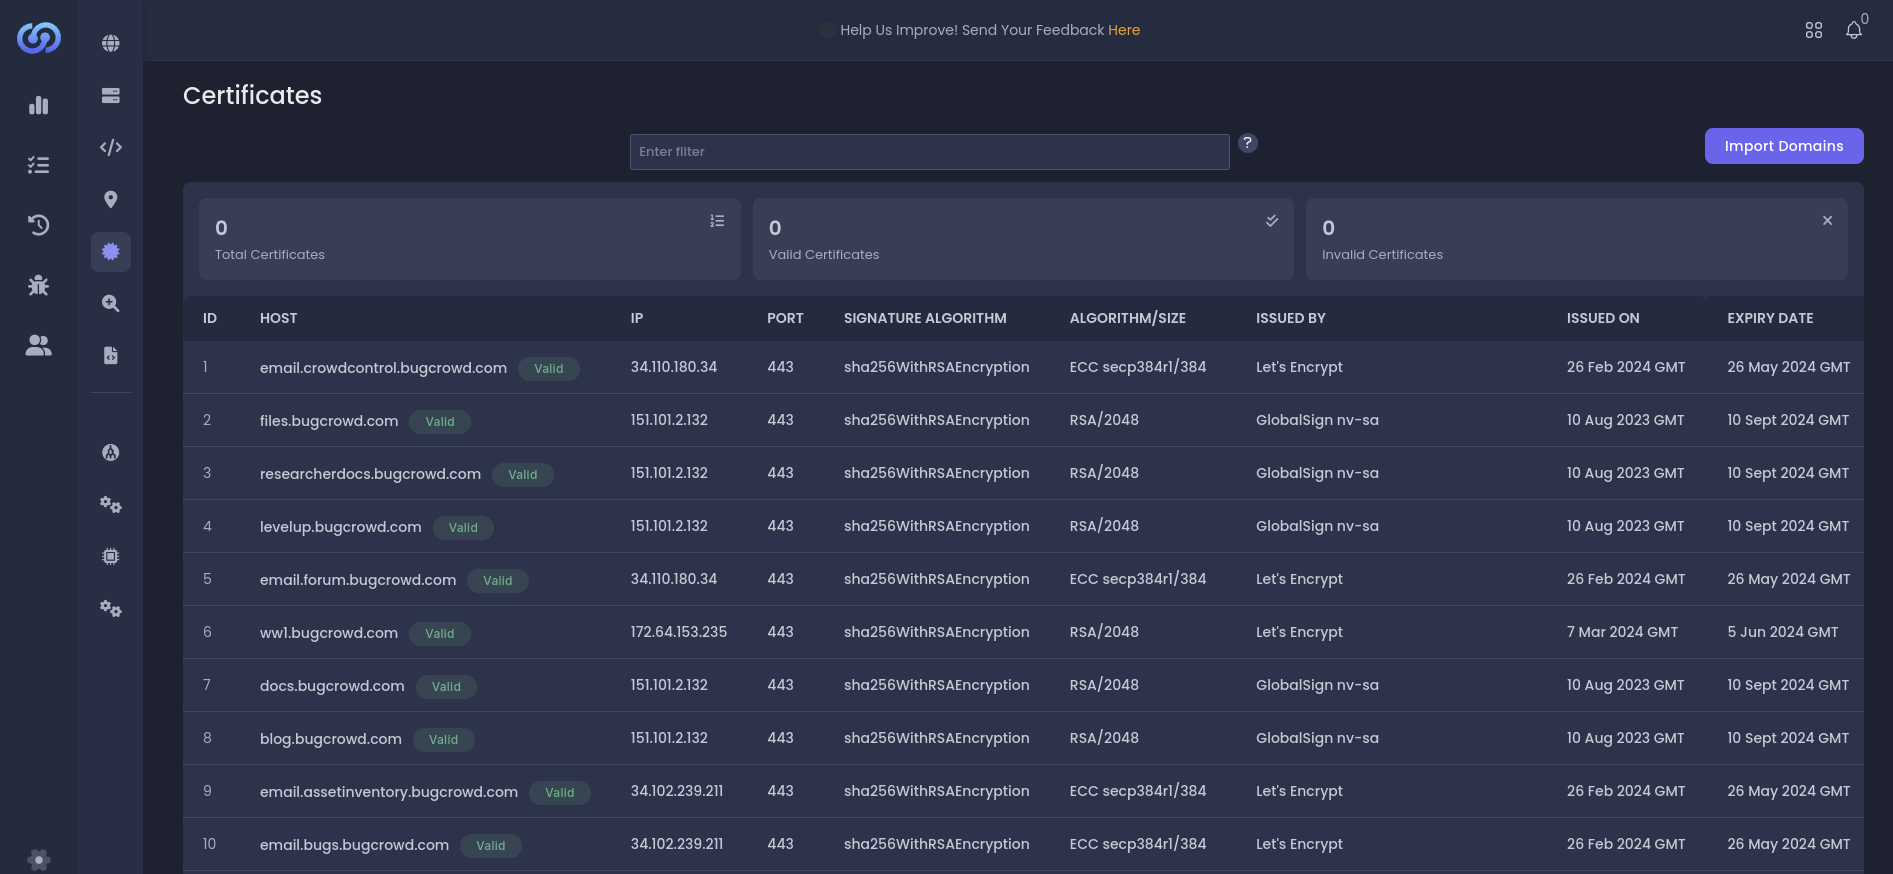 Help Us Improve! Send Your Feedback Here
0
Certificates
Enter filter
?
Import Domains
0
Total Certificates
0
Valid Certificates
0
Invalid Certificates
ID HOST IP PORT SIGNATURE ALGORITHM ALGORITHM/SIZE ISSUED BY ISSUED ON EXPIRY DATE
1 email.crowdcontrol.bugcrowd.com Valid 34.110.180.34 443 sha256WithRSAEncryption ECC secp384r1/384 Let's Encrypt 26 Feb 2024 GMT 26 May 2024 GMT
2 files.bugcrowd.com Valid 151.101.2.132 443 sha256WithRSAEncryption RSA/2048 GlobalSign nv-sa 10 Aug 2023 GMT 10 Sept 2024 GMT
3 researcherdocs.bugcrowd.com Valid 151.101.2.132 443 sha256WithRSAEncryption RSA/2048 GlobalSign nv-sa 10 Aug 2023 GMT 10 Sept 2024 GMT
4 levelup.bugcrowd.com Valid 151.101.2.132 443 sha256WithRSAEncryption RSA/2048 GlobalSign nv-sa 10 Aug 2023 GMT 10 Sept 2024 GMT
5 email.forum.bugcrowd.com Valid 34.110.180.34 443 sha256WithRSAEncryption ECC secp384r1/384 Let's Encrypt 26 Feb 2024 GMT 26 May 2024 GMT
6 ww1.bugcrowd.com Valid 172.64.153.235 443 sha256WithRSAEncryption RSA/2048 Let's Encrypt 7 Mar 2024 GMT 5 Jun 2024 GMT
7 docs.bugcrowd.com Valid 151.101.2.132 443 sha256WithRSAEncryption RSA/2048 GlobalSign nv-sa 10 Aug 2023 GMT 10 Sept 2024 GMT
8 blog.bugcrowd.com Valid 151.101.2.132 443 sha256WithRSAEncryption RSA/2048 GlobalSign nv-sa 10 Aug 2023 GMT 10 Sept 2024 GMT
9 email.assetinventory.bugcrowd.com Valid 34.102.239.211 443 sha256WithRSAEncryption ECC secp384r1/384 Let's Encrypt 26 Feb 2024 GMT 26 May 2024 GMT
10 email.bugs.bugcrowd.com Valid 34.102.239.211 443 sha256WithRSAEncryption ECC secp384r1/384 Let's Encrypt 26 Feb 2024 GMT 26 May 2024 GMT